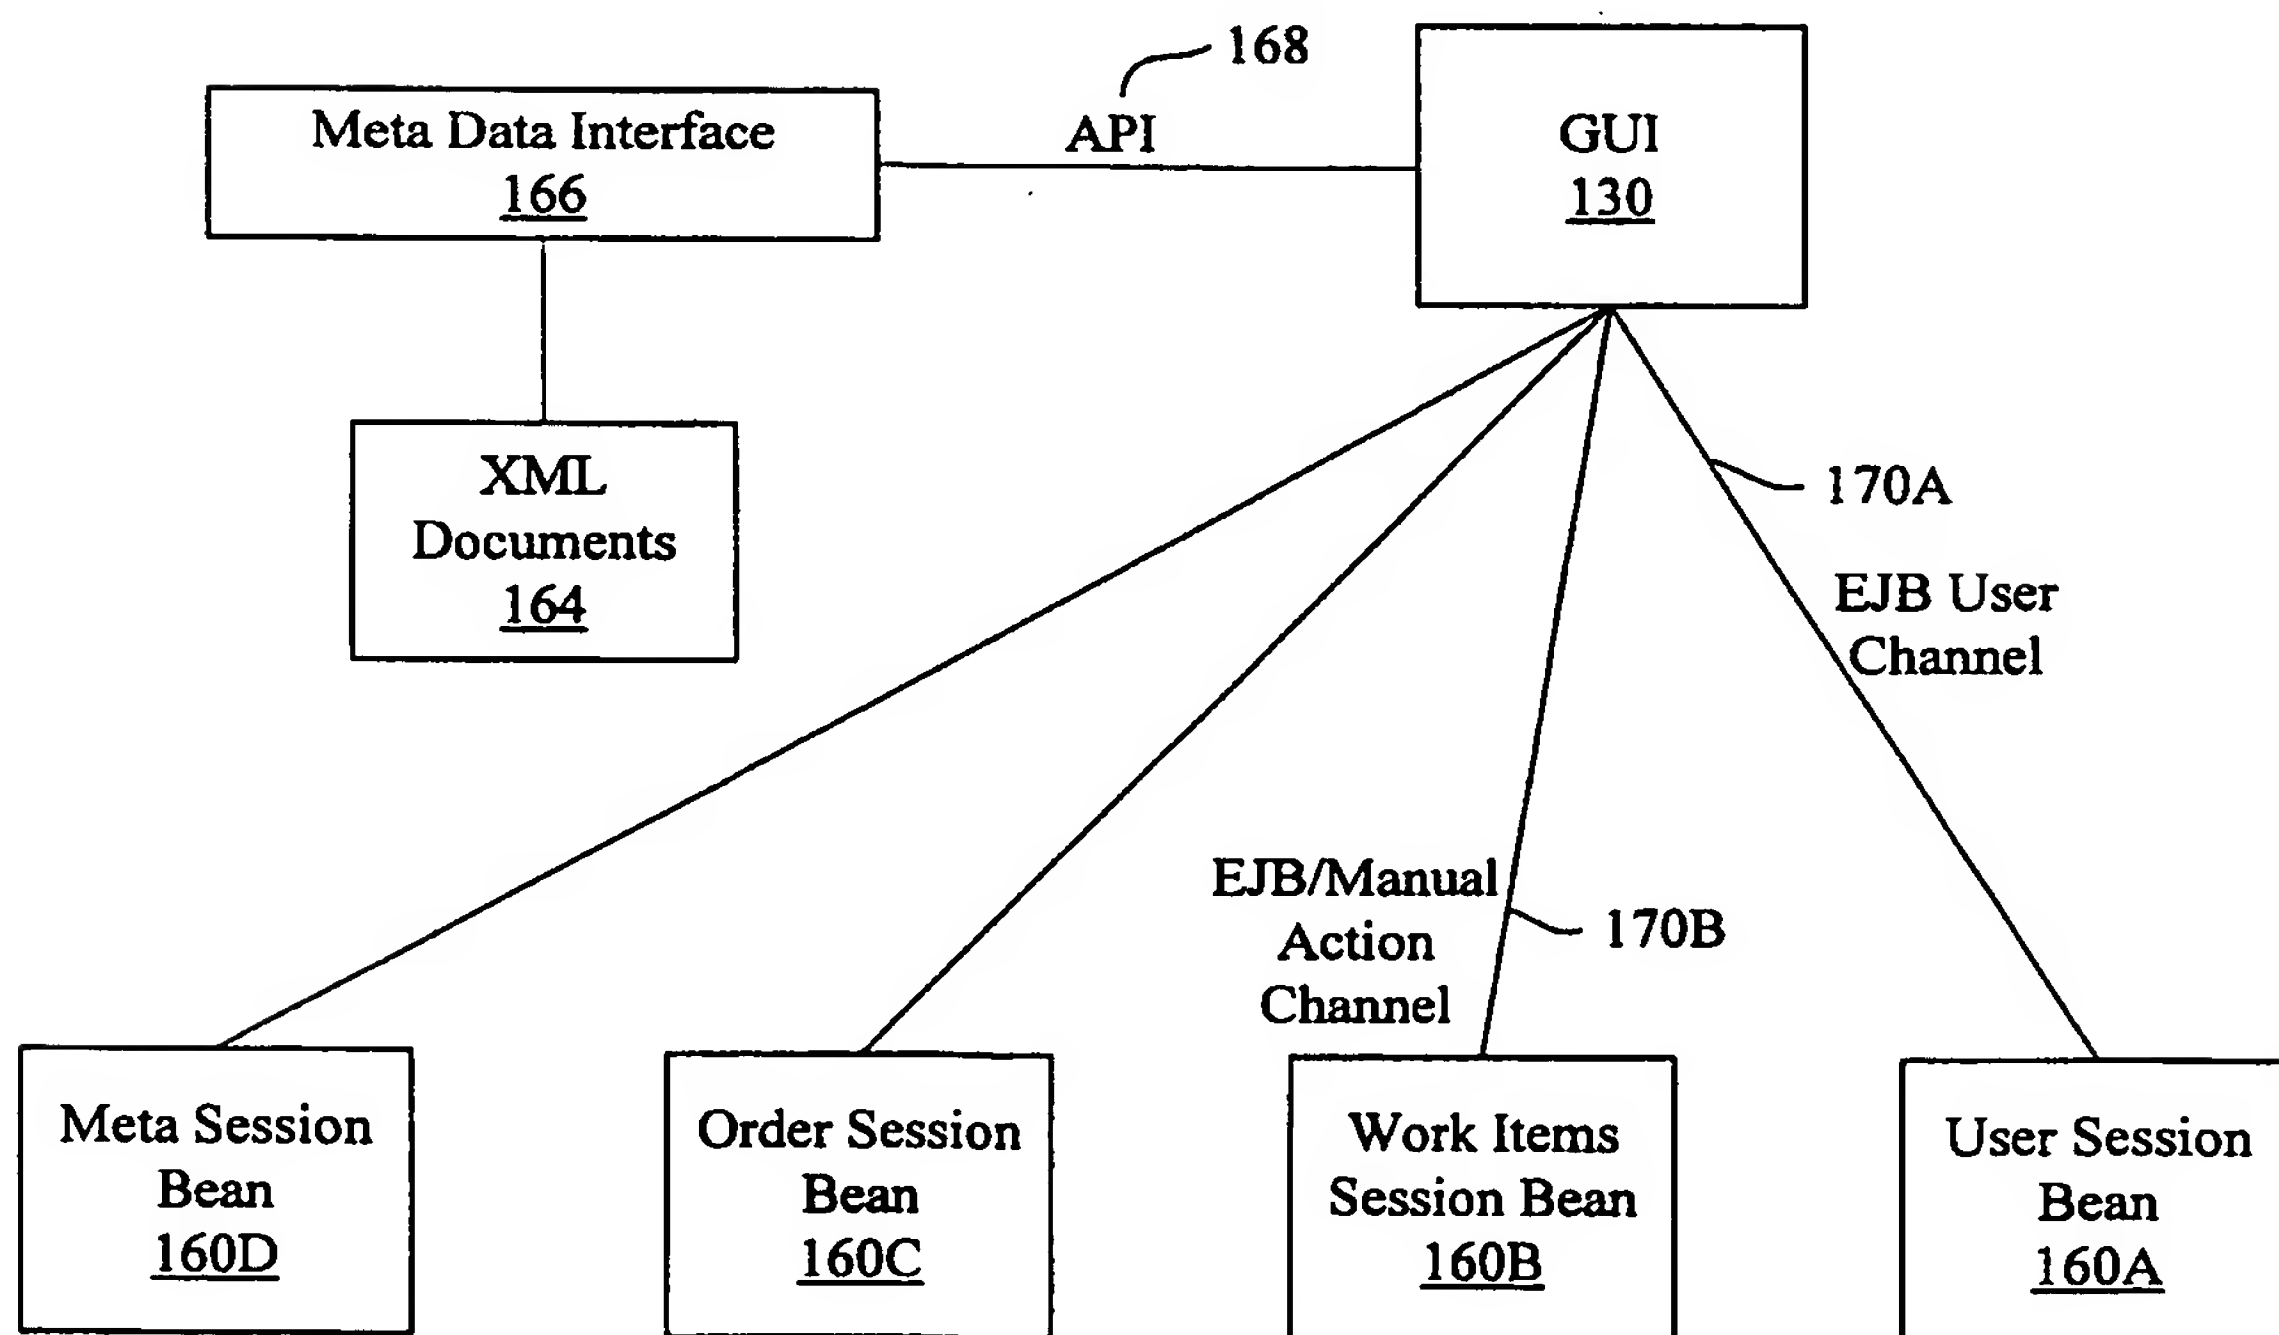 168
Meta Data Interface
166
API
GUI
130
XML
Documents
164
170A
EJB User
Channel
EJB/Manual
Action
Channel
170B
Meta Session
Bean
160D
Order Session
Bean
160C
Work Items
Session Bean
160B
User Session
Bean
160A